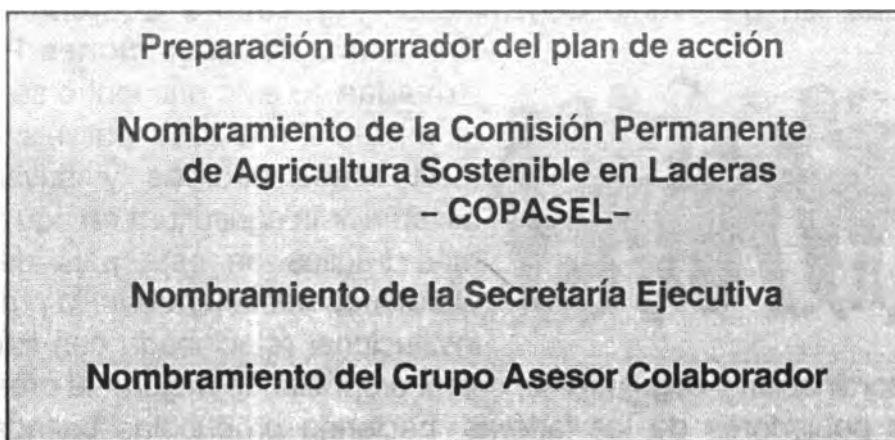 Preparación borrador del plan de acción
Nombramiento de la Comisión Permanente
de Agricultura Sostenible en Laderas
– COPASEL–
Nombramiento de la Secretaría Ejecutiva
Nombramiento del Grupo Asesor Colaborador